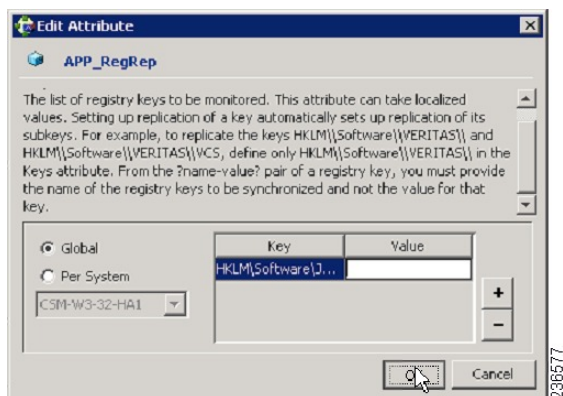 Edit Attribute
APP_RegRep
The list of registry keys to be monitored. This attribute can take localized
values. Setting up replication of a key automatically sets up replication of its
subkeys. For example, to replicate the keys HKLM\\Software\\VERITAS\\ and
HKLM\\Software\\VERITAS\\VCS, define only HKLM\\Software\\VERITAS\\ in the
Keys attribute. From the ?name-value? pair of a registry key, you must provide
the name of the registry keys to be synchronized and not the value for that
key.
Global
Per System
CSM-W3-32-HA1
Key Value
HKLM\Software\J...
+
−
Cancel
236577